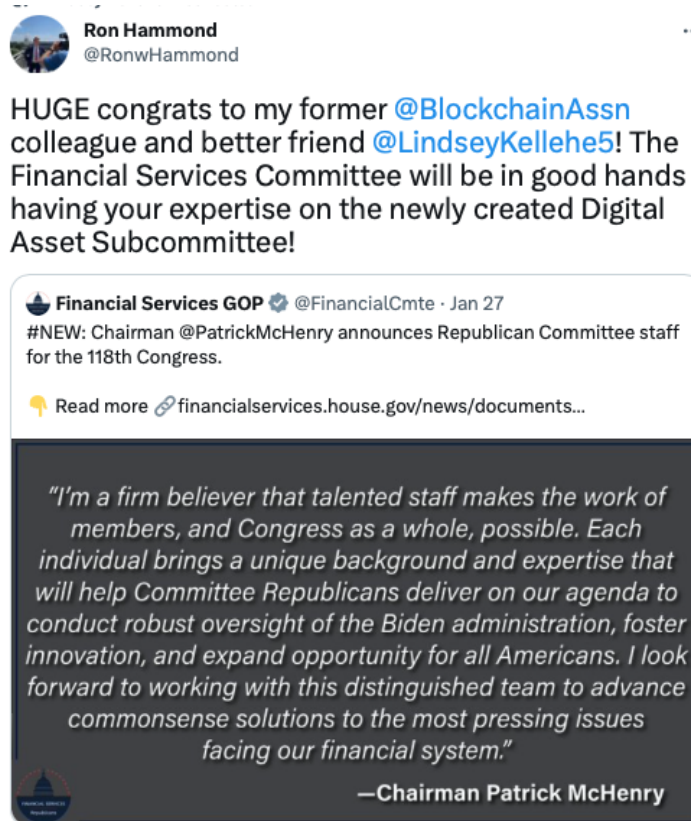 Ron Hammond
@RonwHammond
HUGE congrats to my former @BlockchainAssn
colleague and better friend @LindseyKellehe5! The
Financial Services Committee will be in good hands
having your expertise on the newly created Digital
Asset Subcommittee!
Financial Services GOP @FinancialCmte · Jan 27
#NEW: Chairman @PatrickMcHenry announces Republican Committee staff
for the 118th Congress.
👇 Read more 🔗financialservices.house.gov/news/documents...
"I'm a firm believer that talented staff makes the work of
members, and Congress as a whole, possible. Each
individual brings a unique background and expertise that
will help Committee Republicans deliver on our agenda to
conduct robust oversight of the Biden administration, foster
innovation, and expand opportunity for all Americans. I look
forward to working with this distinguished team to advance
commonsense solutions to the most pressing issues
facing our financial system."
—Chairman Patrick McHenry
FINANCIAL SERVICES
Republicans